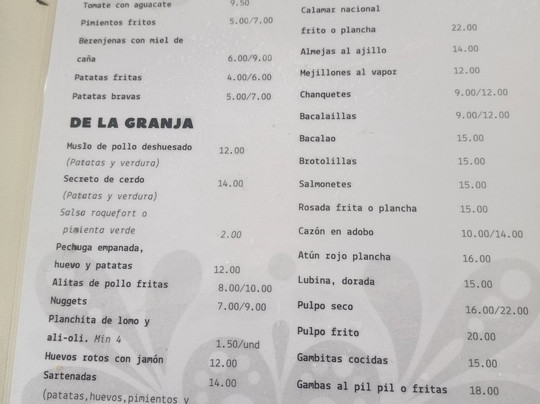 Tomate con aguacate 9.50
Pimientos fritos 5.00/7.00
Berenjenas con miel de
caña 6.00/9.00
Patatas fritas 4.00/6.00
Patatas bravas 5.00/7.00
DE LA GRANJA
Muslo de pollo deshuesado 12.00
(Patatas y verdura)
Secreto de cerdo 14.00
(Patatas y verdura)
Salsa roquefort o
pimienta verde 2.00
Pechuga empanada,
huevo y patatas 12.00
Alitas de pollo fritas 8.00/10.00
Nuggets 7.00/9.00
Planchita de lomo y
ali-oli. Min 4 1.50/und
Huevos rotos con jamón 12.00
Sartenadas 14.00
(patatas,huevos,pimientos y
Calamar nacional
frito o plancha 22.00
Almejas al ajillo 14.00
Mejillones al vapor 12.00
Chanquetes 9.00/12.00
Bacalaillas 9.00/12.00
Bacalao 15.00
Brotolillas 15.00
Salmonetes 15.00
Rosada frita o plancha 15.00
Cazón en adobo 10.00/14.00
Atún rojo plancha 16.00
Lubina, dorada 15.00
Pulpo seco 16.00/22.00
Pulpo frito 20.00
Gambitas cocidas 15.00
Gambas al pil pil o fritas 18.00